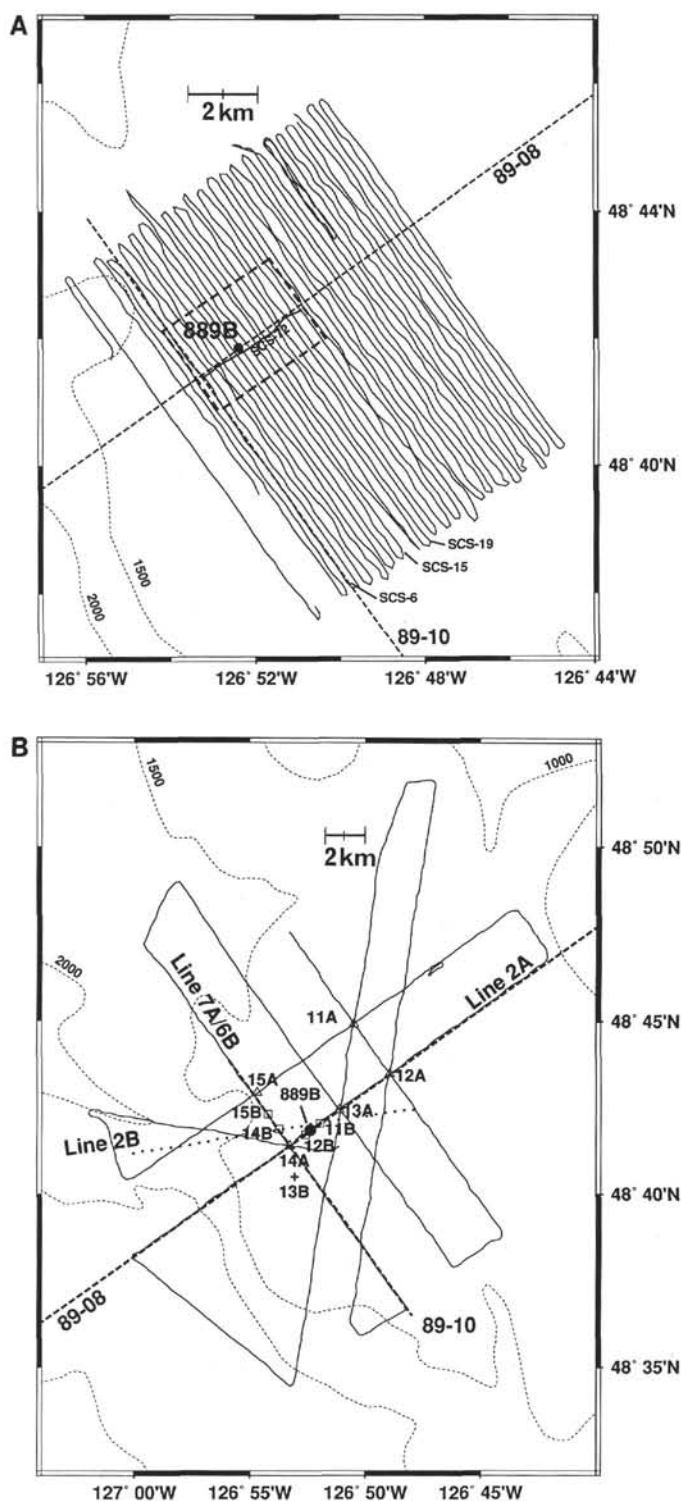 A
2 km
89-08
48° 44'N
889B
SCS-12
48° 40'N
SCS-19
SCS-15
1500
2000
SCS-6
89-10
126° 56'W 126° 52'W 126° 48'W 126° 44'W
B
1500
1000
2 km
48° 50'N
2000
Line 7A/6B
Line 2A
11A
48° 45'N
12A
15A
889B
15B
13A
11B
14B
12B
Line 2B
14A
13B
48° 40'N
89-08
89-10
48° 35'N
127° 00'W 126° 55'W 126° 50'W 126° 45'W